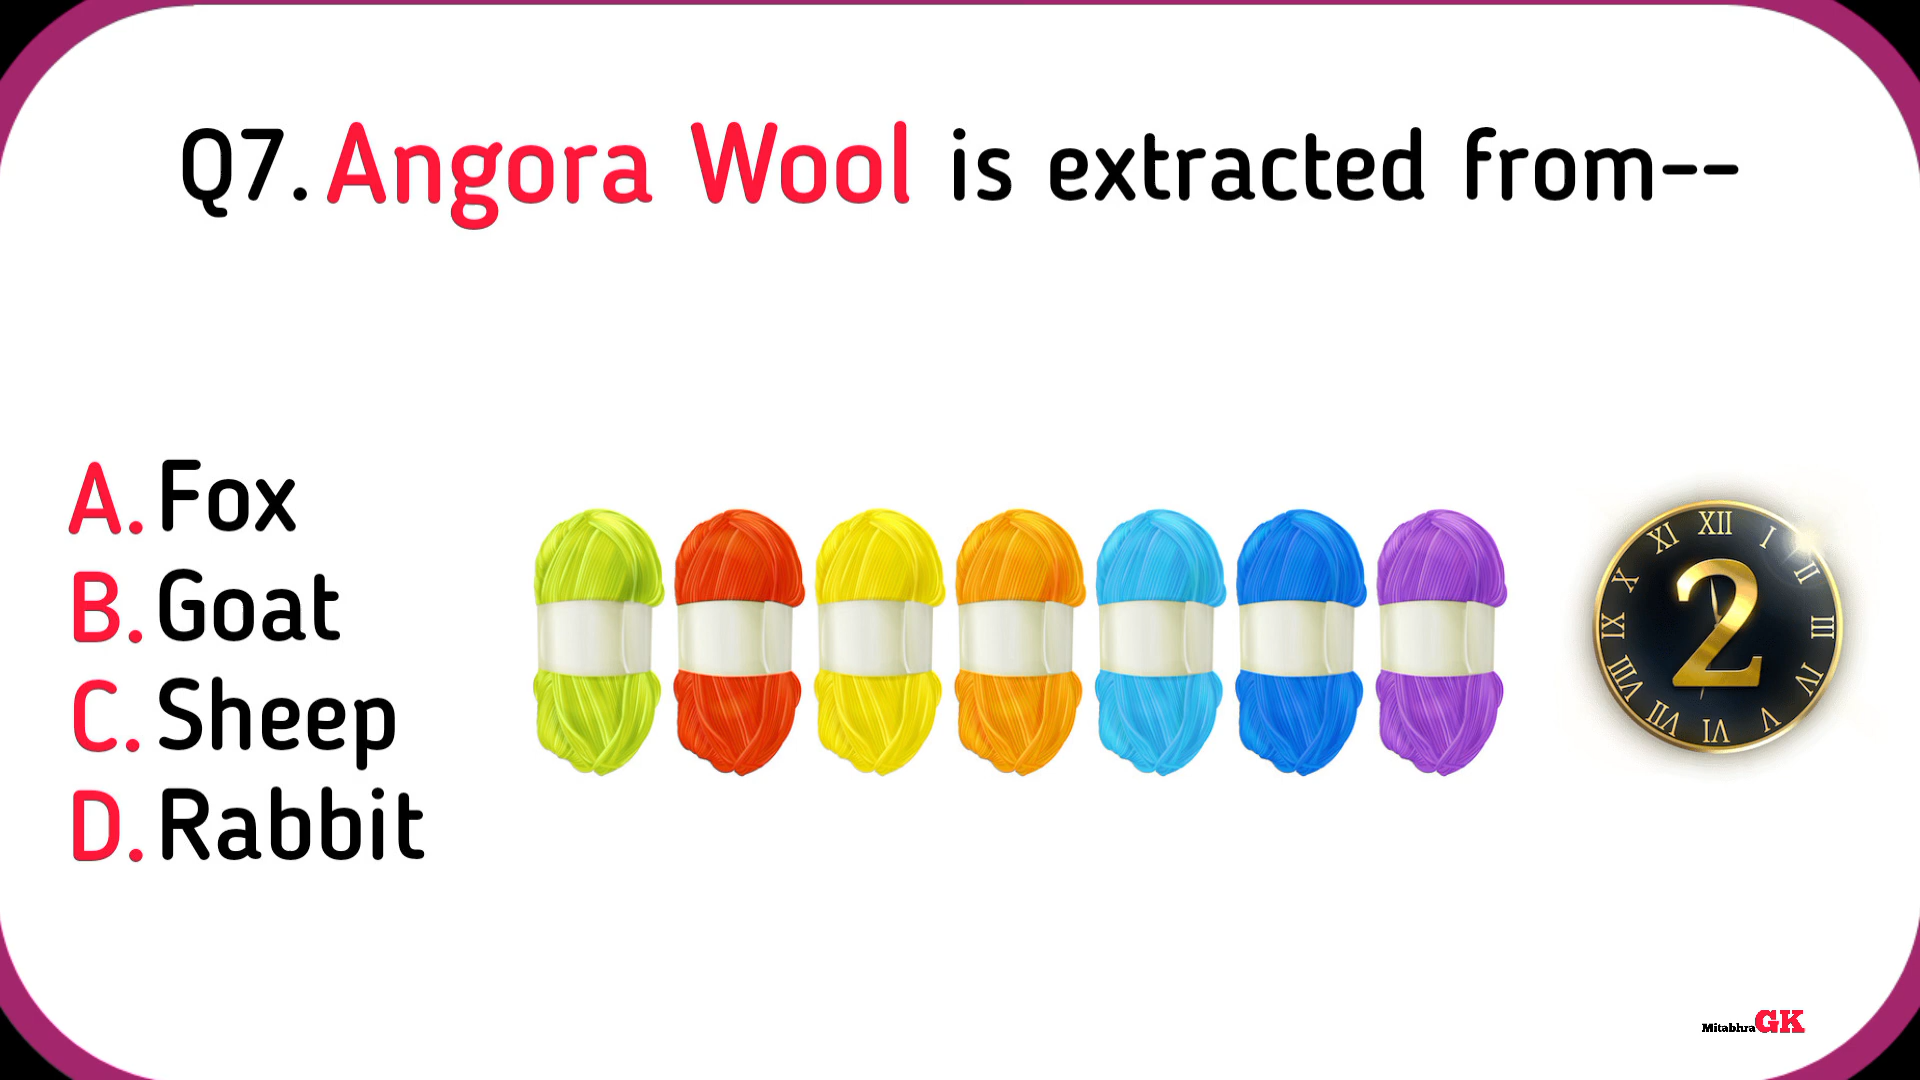 Q7. Angora Wool is extracted from--
A. Fox
B. Goat
C. Sheep
D. Rabbit
XII
I
II
III
IV
V
VI
VII
VIII
IX
X
XI
2
MitabhraGK